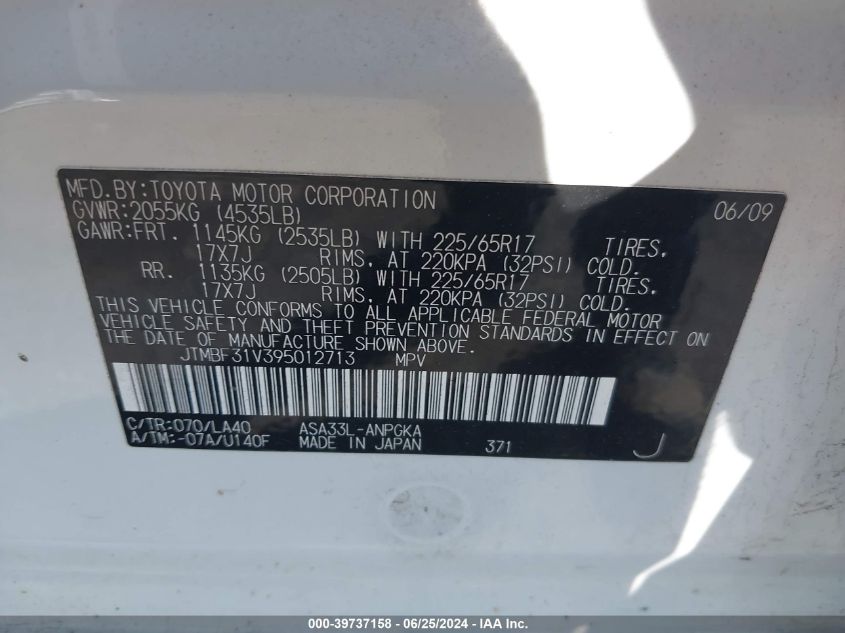 MFD.BY:TOYOTA MOTOR CORPORATION 06/09
GVWR:2055KG (4535LB)
GAWR:FRT. 1145KG (2535LB) WITH 225/65R17 TIRES,
17X7J RIMS, AT 220KPA (32PSI) COLD.
RR. 1135KG (2505LB) WITH 225/65R17 TIRES,
17X7J RIMS, AT 220KPA (32PSI) COLD.
THIS VEHICLE CONFORMS TO ALL APPLICABLE FEDERAL MOTOR
VEHICLE SAFETY AND THEFT PREVENTION STANDARDS IN EFFECT ON
THE DATE OF MANUFACTURE SHOWN ABOVE.
JTMBF31V395012713 MPV
C/TR:070/LA40 ASA33L-ANPGKA
A/TM:-07A/U140F MADE IN JAPAN 371 J
000-39737158 - 06/25/2024 - IAA Inc.